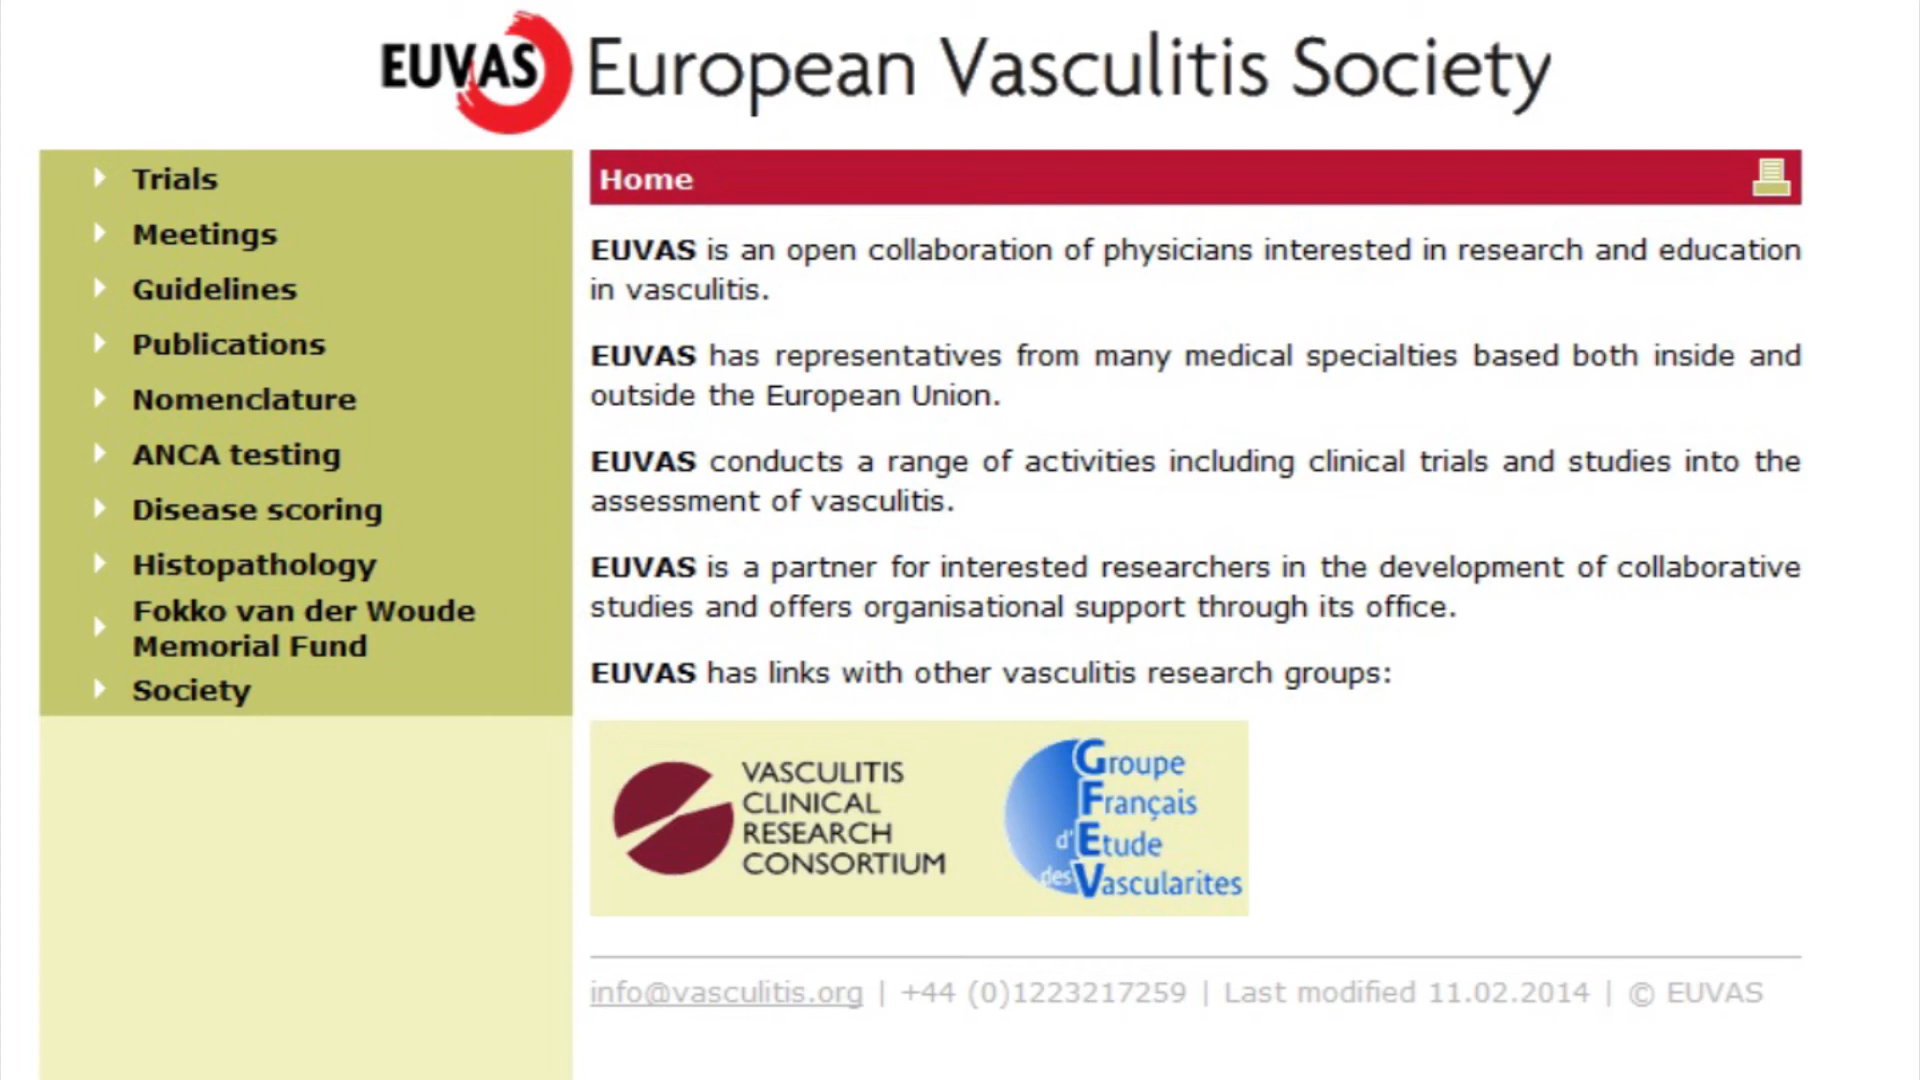 EUVAS European Vasculitis Society
Trials
Meetings
Guidelines
Publications
Nomenclature
ANCA testing
Disease scoring
Histopathology
Fokko van der Woude
Memorial Fund
Society
Home
EUVAS is an open collaboration of physicians interested in research and education
in vasculitis.
EUVAS has representatives from many medical specialties based both inside and
outside the European Union.
EUVAS conducts a range of activities including clinical trials and studies into the
assessment of vasculitis.
EUVAS is a partner for interested researchers in the development of collaborative
studies and offers organisational support through its office.
EUVAS has links with other vasculitis research groups:
VASCULITIS
CLINICAL
RESEARCH
CONSORTIUM
Groupe
Français
d'Etude
des Vascularites
info@vasculitis.org | +44 (0)1223217259 | Last modified 11.02.2014 | © EUVAS